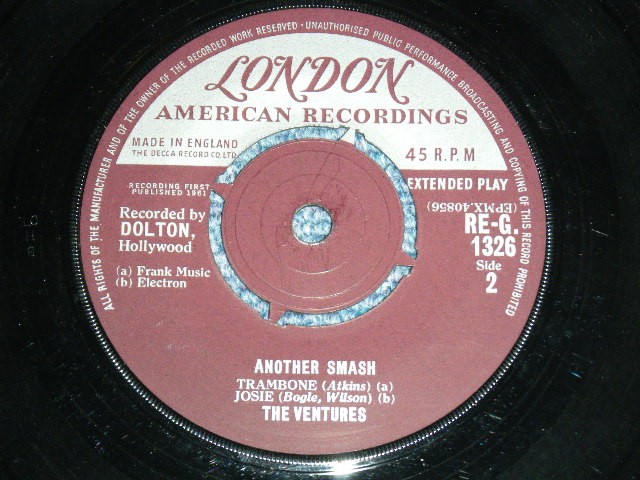 ALL RIGHTS OF THE MANUFACTURER AND OF THE OWNER OF THE RECORDED WORK RESERVED · UNAUTHORISED PUBLIC PERFORMANCE BROADCASTING AND COPYING OF THIS RECORD PROHIBITED
LONDON
AMERICAN RECORDINGS
MADE IN ENGLAND
THE DECCA RECORD CO. LTD.
45 R.P.M
RECORDING FIRST
PUBLISHED 1961
EXTENDED PLAY
(EPMX.40856)
Recorded by
DOLTON,
Hollywood
RE-G.
1326
Side
2
(a) Frank Music
(b) Electron
ANOTHER SMASH
TRAMBONE (Atkins) (a)
JOSIE (Bogle, Wilson) (b)
THE VENTURES